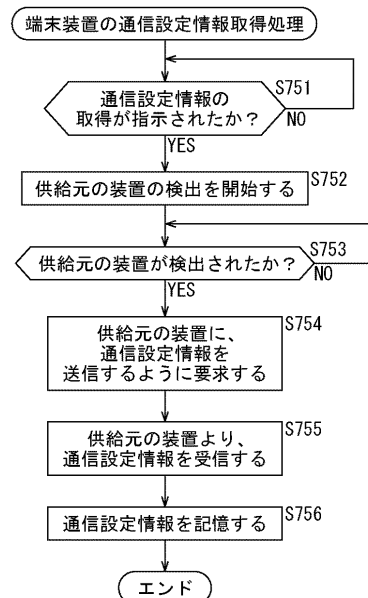 端末装置の通信設定情報取得処理
S751
通信設定情報の
取得が指示されたか？
NO
YES
供給元の装置の検出を開始する
S752
S753
供給元の装置が検出されたか？
NO
YES
S754
供給元の装置に、
通信設定情報を
送信するように要求する
S755
供給元の装置より、
通信設定情報を受信する
S756
通信設定情報を記憶する
エンド